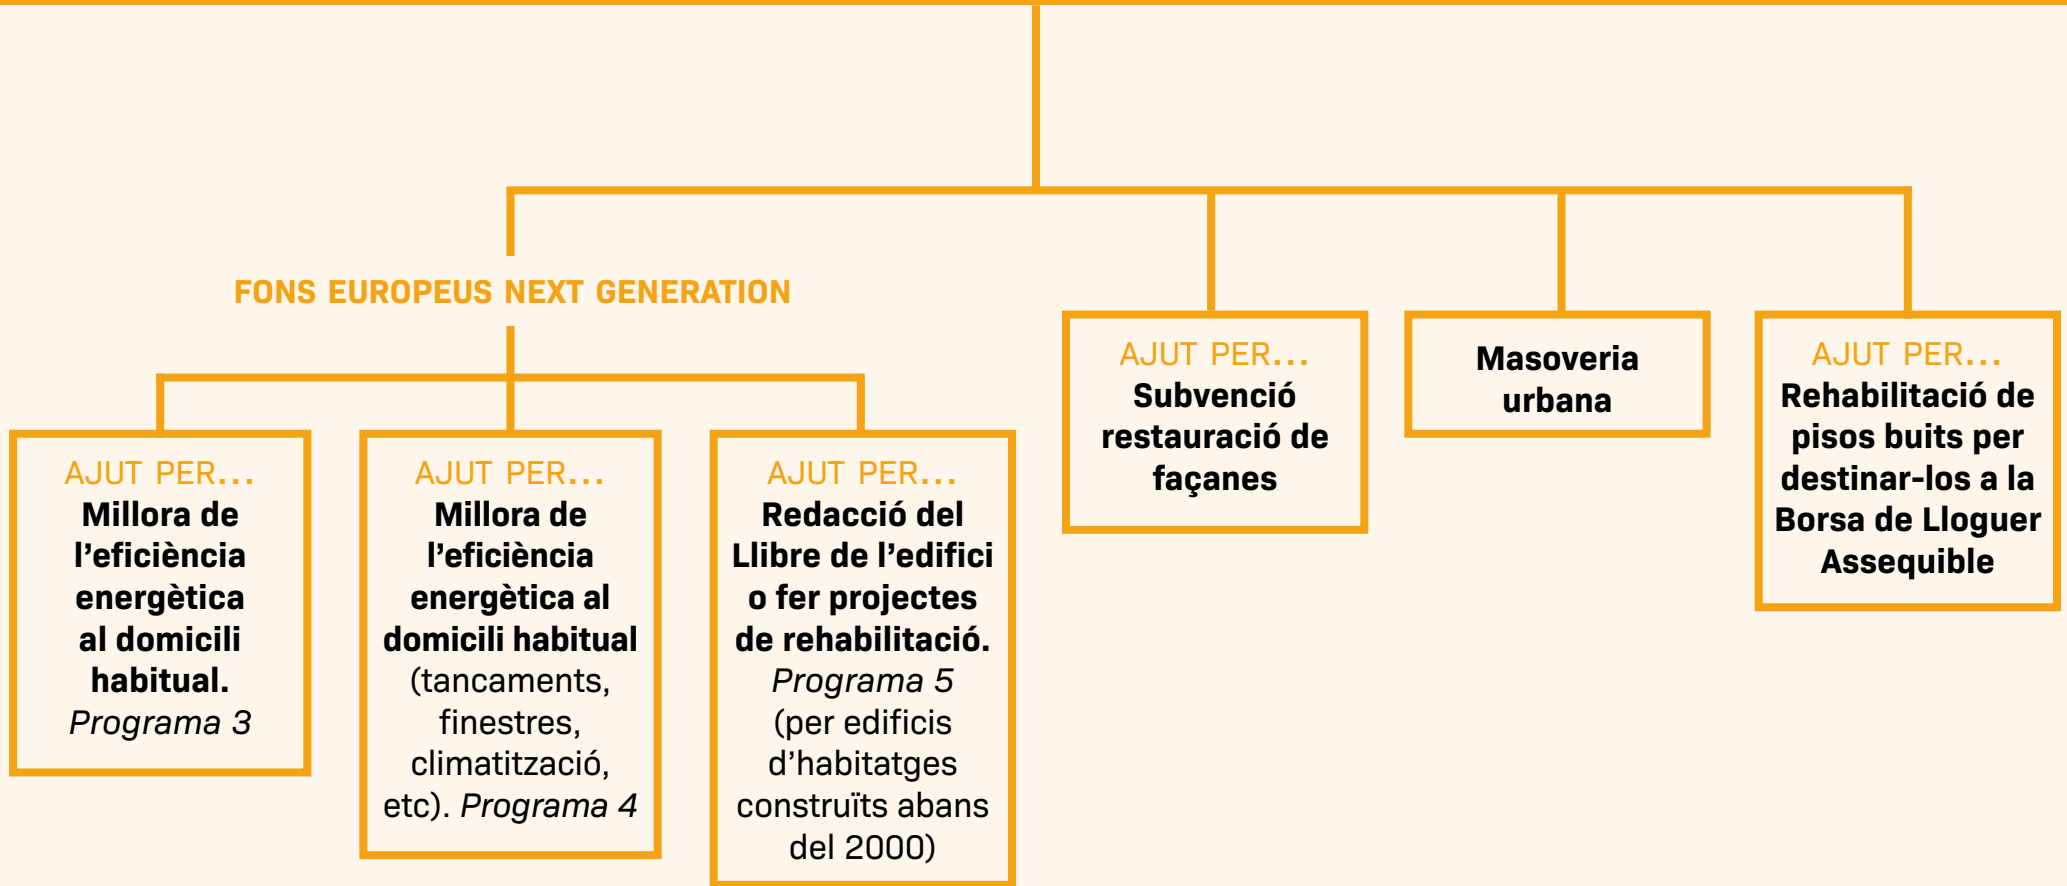 FONS EUROPEUS NEXT GENERATION
AJUT PER...
Millora de
l'eficiència
energètica
al domicili
habitual.
Programa 3
AJUT PER...
Millora de
l'eficiència
energètica al
domicili habitual
(tancaments,
finestres,
climatització,
etc). Programa 4
AJUT PER...
Redacció del
Llibre de l'edifici
o fer projectes
de rehabilitació.
Programa 5
(per edificis
d'habitatges
construïts abans
del 2000)
AJUT PER...
Subvenció
restauració de
façanes
Masoveria
urbana
AJUT PER...
Rehabilitació de
pisos buits per
destinar-los a la
Borsa de Lloguer
Assequible